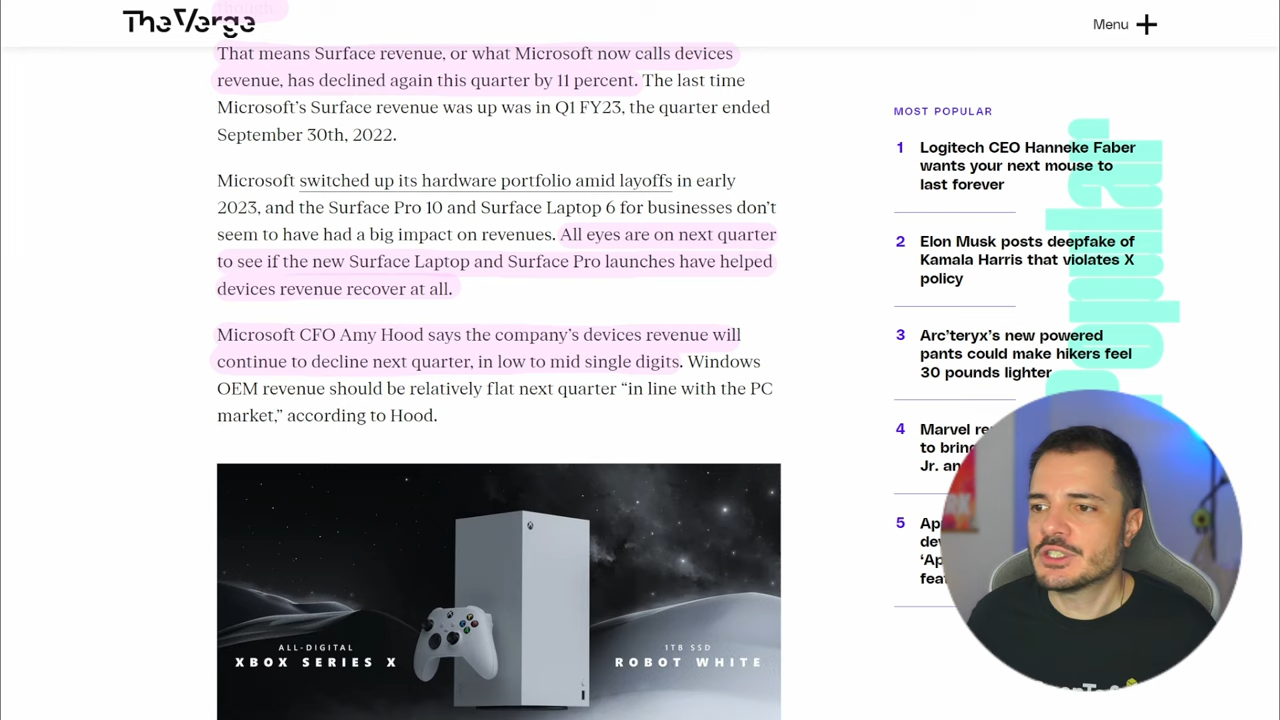 though.)
The Verge
Menu
That means Surface revenue, or what Microsoft now calls devices
revenue, has declined again this quarter by 11 percent. The last time
Microsoft’s Surface revenue was up was in Q1 FY23, the quarter ended
September 30th, 2022.
Microsoft switched up its hardware portfolio amid layoffs in early
2023, and the Surface Pro 10 and Surface Laptop 6 for businesses don’t
seem to have had a big impact on revenues. All eyes are on next quarter
to see if the new Surface Laptop and Surface Pro launches have helped
devices revenue recover at all.
Microsoft CFO Amy Hood says the company’s devices revenue will
continue to decline next quarter, in low to mid single digits. Windows
OEM revenue should be relatively flat next quarter “in line with the PC
market,” according to Hood.
ALL-DIGITAL
XBOX SERIES X
1TB SSD
ROBOT WHITE
MOST POPULAR
1 Logitech CEO Hanneke Faber
wants your next mouse to
last forever
2 Elon Musk posts deepfake of
Kamala Harris that violates X
policy
3 Arc’teryx’s new powered
pants could make hikers feel
30 pounds lighter
4 Marvel
to
Jr.
5